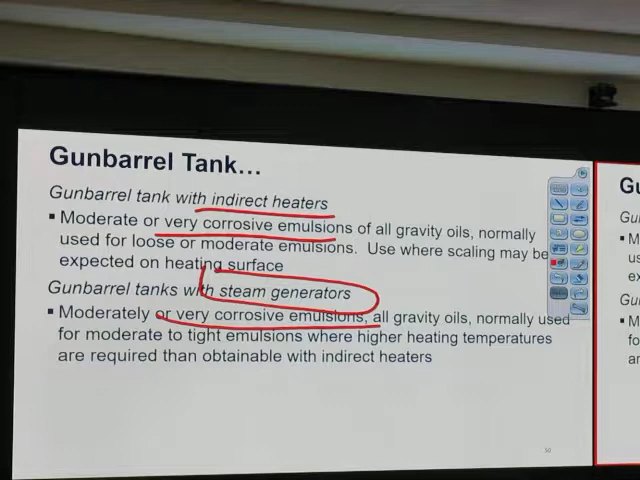 Gunbarrel Tank...
Gunbarrel tank with indirect heaters
▪ Moderate or very corrosive emulsions of all gravity oils, normally
used for loose or moderate emulsions. Use where scaling may be
expected on heating surface
Gunbarrel tanks with steam generators
▪ Moderately or very corrosive emulsions, all gravity oils, normally used
for moderate to tight emulsions where higher heating temperatures
are required than obtainable with indirect heaters
50
Gu
Gu
▪ M
us
ex
Gu
▪ M
fo
ar